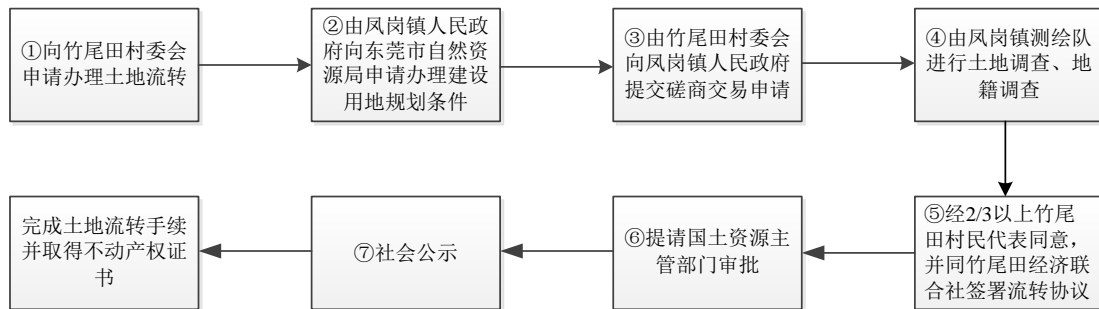 ①向竹尾田村委会
申请办理土地流转
②由凤岗镇人民政
府向东莞市自然资
源局申请办理建设
用地规划条件
③由竹尾田村委会
向凤岗镇人民政府
提交磋商交易申请
④由凤岗镇测绘队
进行土地调查、地
籍调查
⑤经2/3以上竹尾
田村民代表同意，
并同竹尾田经济联
合社签署流转协议
⑥提请国土资源主
管部门审批
⑦社会公示
完成土地流转手续
并取得不动产权证
书